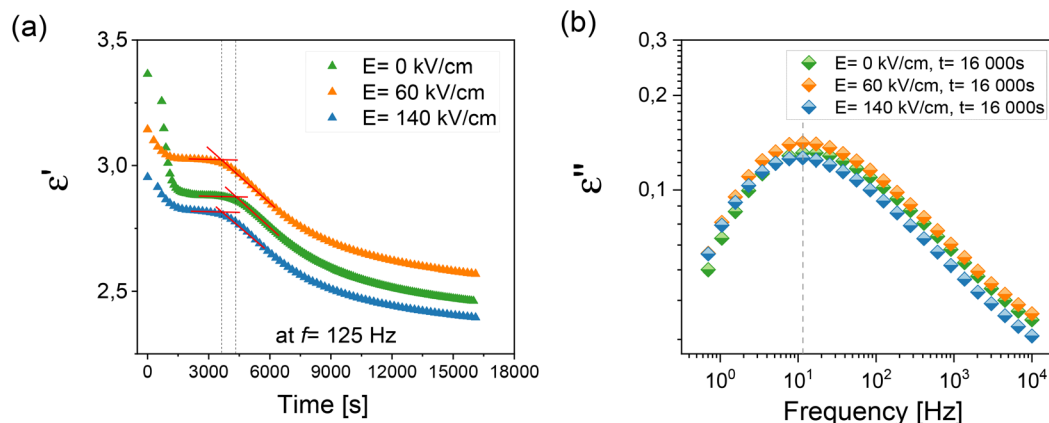 (a)
3,5
3,0
2,5
ε'
E= 0 kV/cm
E= 60 kV/cm
E= 140 kV/cm
at f= 125 Hz
0 3000 6000 9000 12000 15000 18000
Time [s]
(b)
0,3
0,2
0,1
ε"
E= 0 kV/cm, t= 16 000s
E= 60 kV/cm, t= 16 000s
E= 140 kV/cm, t= 16 000s
10⁰ 10¹ 10² 10³ 10⁴
Frequency [Hz]